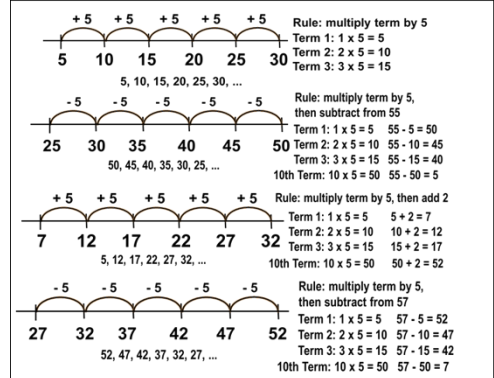 + 5 + 5 + 5 + 5 + 5
5 10 15 20 25 30
5, 10, 15, 20, 25, 30, ...
Rule: multiply term by 5
Term 1: 1 x 5 = 5
Term 2: 2 x 5 = 10
Term 3: 3 x 5 = 15
- 5 - 5 - 5 - 5 - 5
25 30 35 40 45 50
50, 45, 40, 35, 30, 25, ...
Rule: multiply term by 5,
then subtract from 55
Term 1: 1 x 5 = 5 55 - 5 = 50
Term 2: 2 x 5 = 10 55 - 10 = 45
Term 3: 3 x 5 = 15 55 - 15 = 40
10th Term: 10 x 5 = 50 55 - 50 = 5
+ 5 + 5 + 5 + 5 + 5
7 12 17 22 27 32
5, 12, 17, 22, 27, 32, ...
Rule: multiply term by 5, then add 2
Term 1: 1 x 5 = 5 5 + 2 = 7
Term 2: 2 x 5 = 10 10 + 2 = 12
Term 3: 3 x 5 = 15 15 + 2 = 17
10th Term: 10 x 5 = 50 50 + 2 = 52
- 5 - 5 - 5 - 5 - 5
27 32 37 42 47 52
52, 47, 42, 37, 32, 27, ...
Rule: multiply term by 5,
then subtract from 57
Term 1: 1 x 5 = 5 57 - 5 = 52
Term 2: 2 x 5 = 10 57 - 10 = 47
Term 3: 3 x 5 = 15 57 - 15 = 42
10th Term: 10 x 5 = 50 57 - 50 = 7